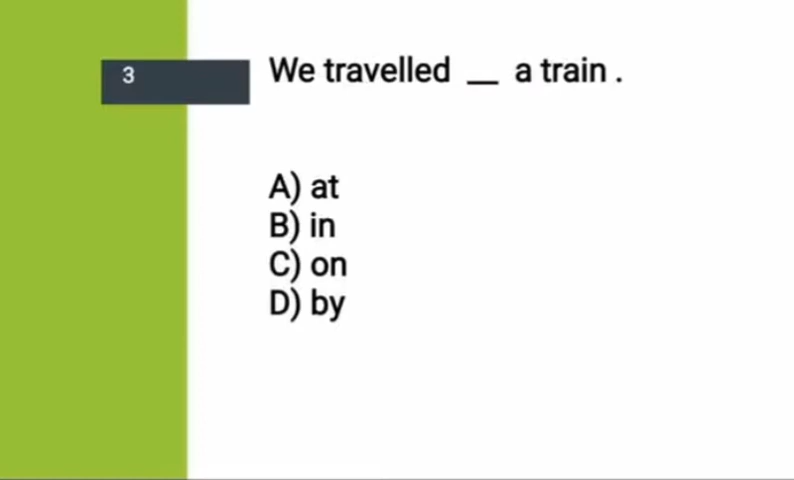 3
We travelled __ a train .
A) at
B) in
C) on
D) by